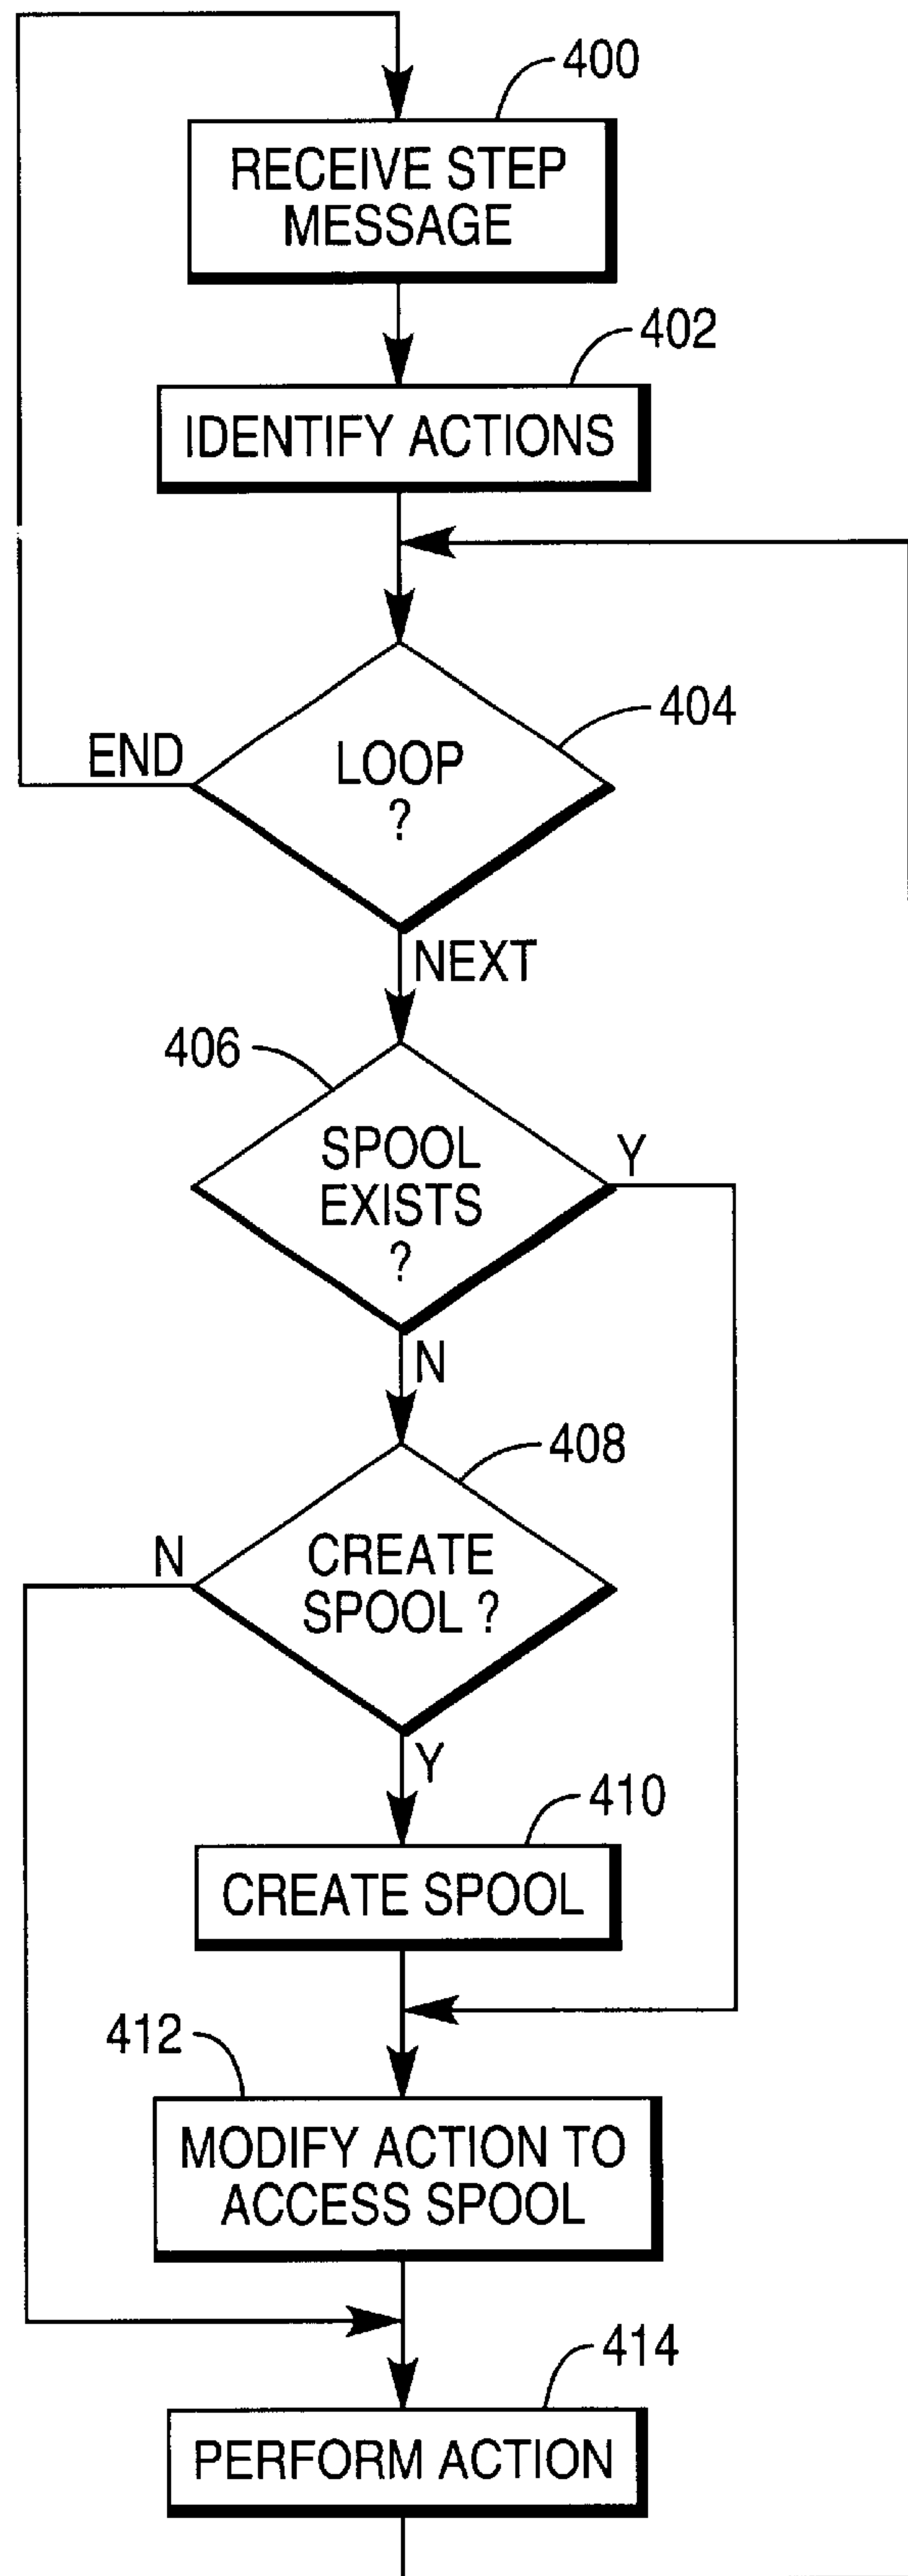 400
RECEIVE STEP
MESSAGE
402
IDENTIFY ACTIONS
404
END
LOOP
?
NEXT
406
SPOOL
EXISTS
?
Y
N
408
N
CREATE
SPOOL ?
Y
410
CREATE SPOOL
412
MODIFY ACTION TO
ACCESS SPOOL
414
PERFORM ACTION